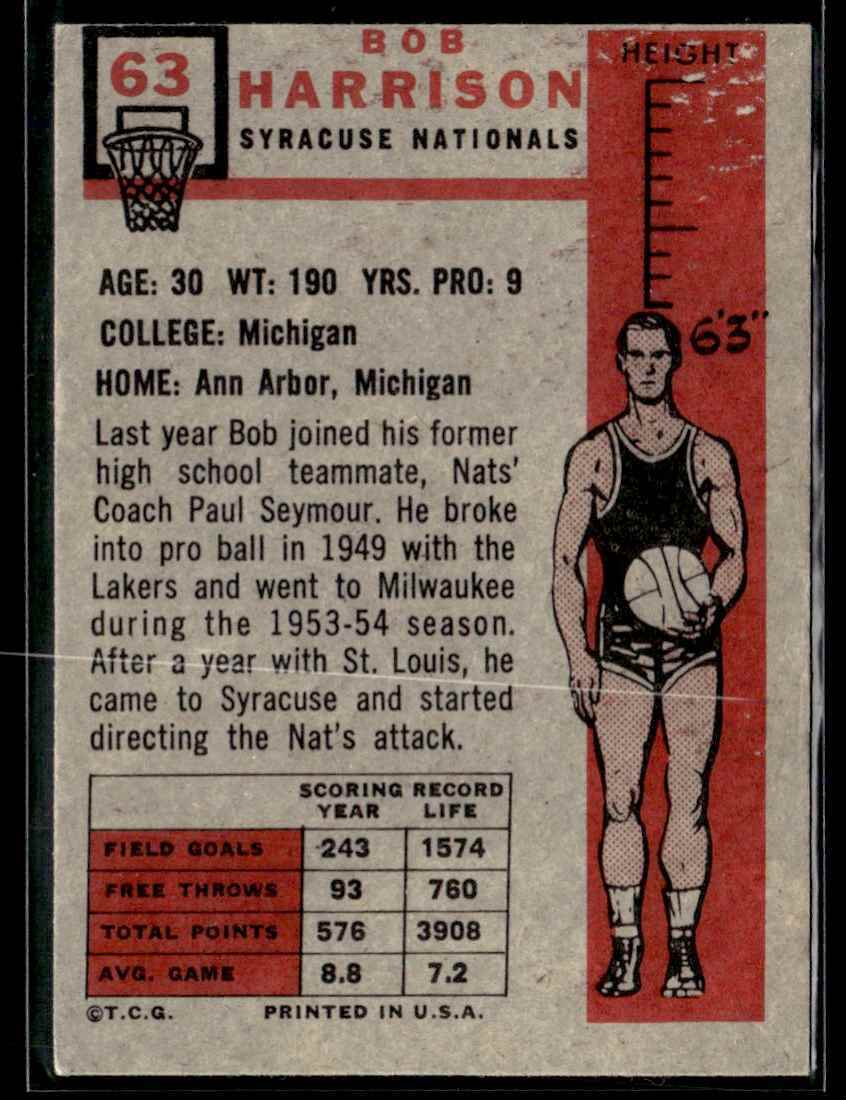 63
BOB
HARRISON
SYRACUSE NATIONALS
HEIGHT
6'3"
AGE: 30 WT: 190 YRS. PRO: 9
COLLEGE: Michigan
HOME: Ann Arbor, Michigan
Last year Bob joined his former
high school teammate, Nats'
Coach Paul Seymour. He broke
into pro ball in 1949 with the
Lakers and went to Milwaukee
during the 1953-54 season.
After a year with St. Louis, he
came to Syracuse and started
directing the Nat's attack.
SCORING RECORD
YEAR LIFE
FIELD GOALS 243 1574
FREE THROWS 93 760
TOTAL POINTS 576 3908
AVG. GAME 8.8 7.2
©T.C.G. PRINTED IN U.S.A.